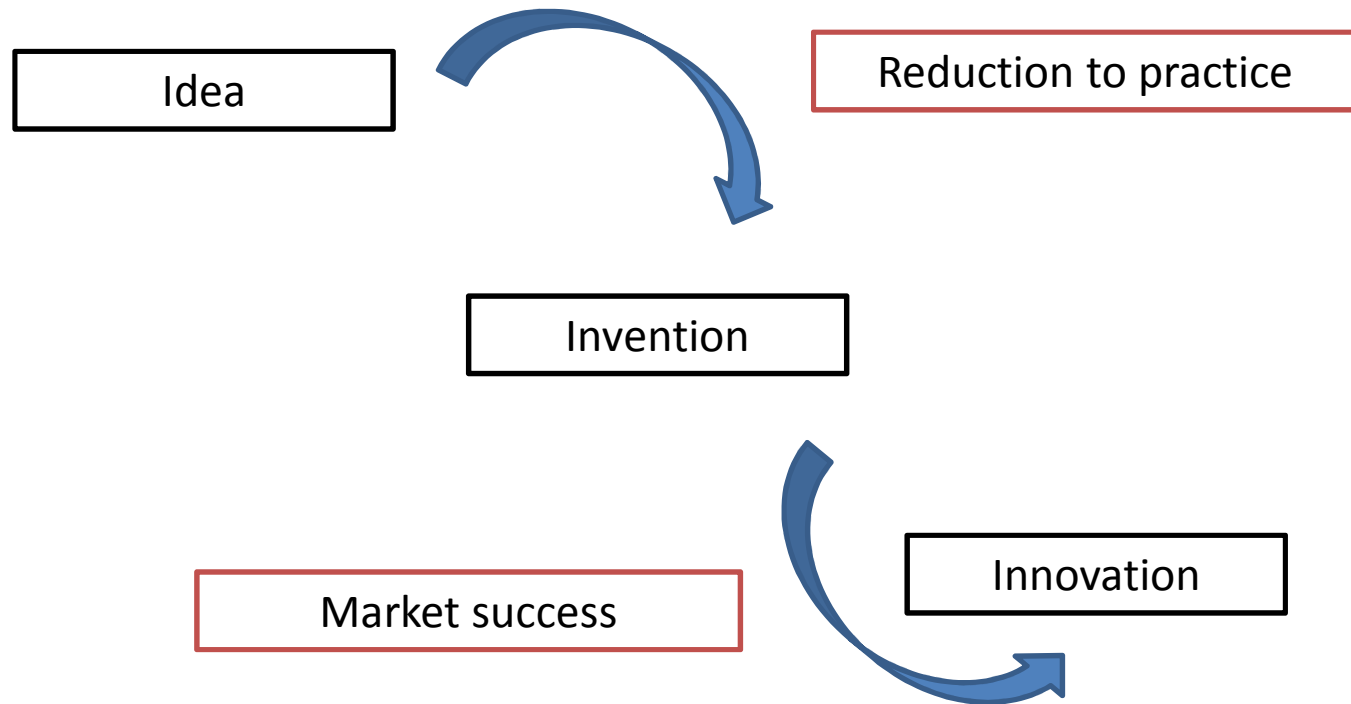 Idea
Reduction to practice
Invention
Market success
Innovation